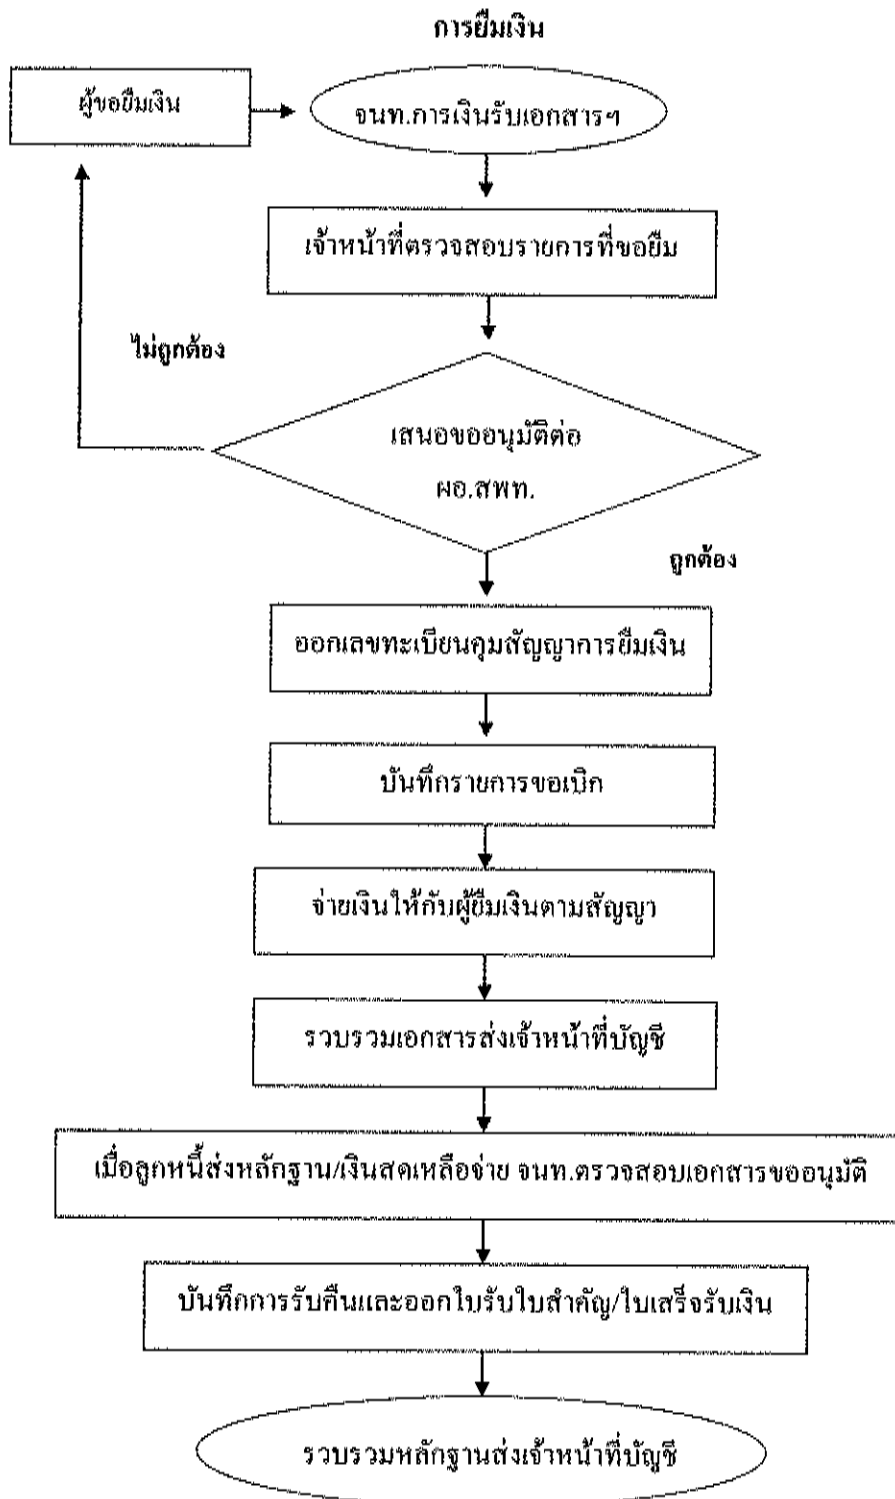 การยืมเงิน
ผู้ขอยืมเงิน
จนท.การเงินรับเอกสารฯ
เจ้าหน้าที่ตรวจสอบรายการที่ขอยืม
ไม่ถูกต้อง
เสนอขออนุมัติต่อ
ผอ.สพท.
ถูกต้อง
ออกเลขทะเบียนคุมสัญญาการยืมเงิน
บันทึกรายการขอเบิก
จ่ายเงินให้กับผู้ยืมเงินตามสัญญา
รวบรวมเอกสารส่งเจ้าหน้าที่บัญชี
เมื่อลูกหนี้ส่งหลักฐาน/เงินสดเหลือจ่าย จนท.ตรวจสอบเอกสารขออนุมัติ
บันทึกการรับคืนและออกใบรับใบสำคัญ/ใบเสร็จรับเงิน
รวบรวมหลักฐานส่งเจ้าหน้าที่บัญชี